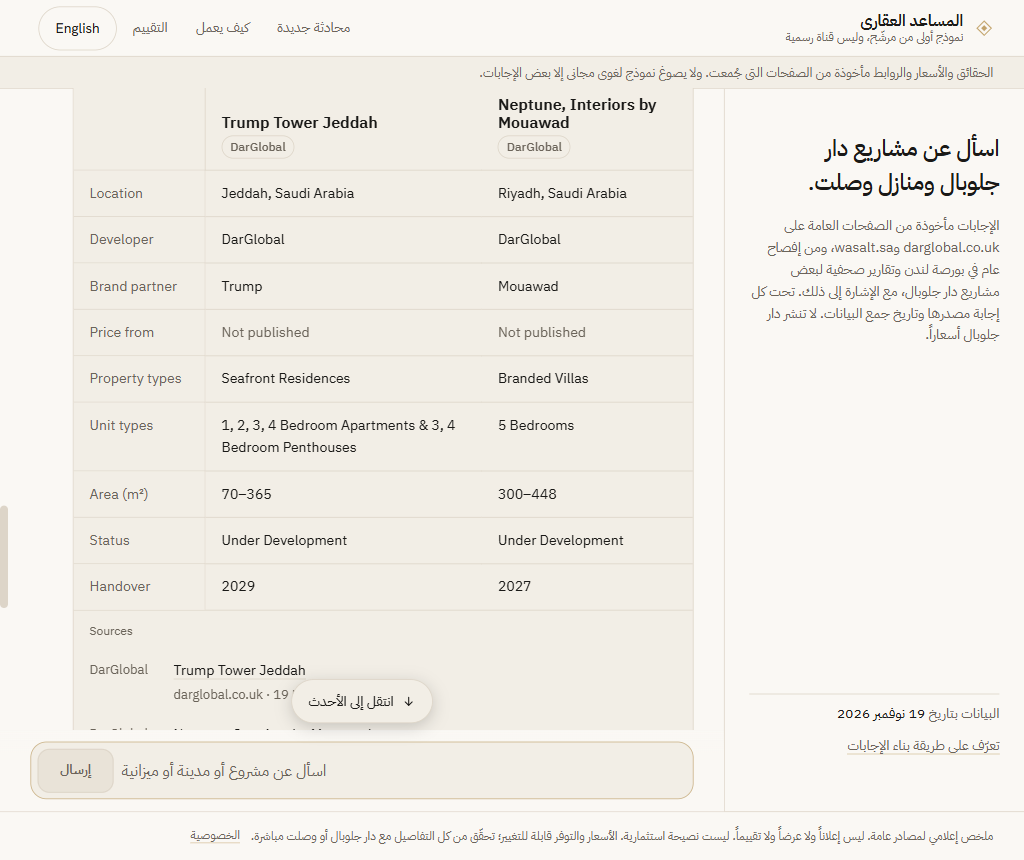 المساعد العقاري
نموذج أولي من مرشّح، وليس قناة رسمية
محادثة جديدة
كيف يعمل
التقييم
English
الحقائق والأسعار والروابط مأخوذة من الصفحات التي جُمعت. ولا يصوغ نموذج لغوي مجاني إلا بعض الإجابات.
اسأل عن مشاريع دار
جلوبال ومنازل وصلت.
الإجابات مأخوذة من الصفحات العامة على
darglobal.co.uk وwasalt.sa، ومن إفصاح
عام في بورصة لندن وتقارير صحفية لبعض
مشاريع دار جلوبال، مع الإشارة إلى ذلك. تحت كل
إجابة مصدرها وتاريخ جمع البيانات. لا تنشر دار
جلوبال أسعاراً.
البيانات بتاريخ 19 نوفمبر 2026
تعرّف على طريقة بناء الإجابات
Trump Tower Jeddah
DarGlobal
Neptune, Interiors by
Mouawad
DarGlobal
Location Jeddah, Saudi Arabia Riyadh, Saudi Arabia
Developer DarGlobal DarGlobal
Brand partner Trump Mouawad
Price from Not published Not published
Property types Seafront Residences Branded Villas
Unit types 1, 2, 3, 4 Bedroom Apartments & 3, 4 5 Bedrooms
Bedroom Penthouses
Area (m²) 70–365 300–448
Status Under Development Under Development
Handover 2029 2027
Sources
DarGlobal Trump Tower Jeddah
darglobal.co.uk · 19
انتقل إلى الأحدث ↓
اسأل عن مشروع أو مدينة أو ميزانية
إرسال
ملخص إعلامي لمصادر عامة. ليس إعلاناً ولا عرضاً ولا تقييماً. ليست نصيحة استثمارية. الأسعار والتوفر قابلة للتغيير؛ تحقّق من كل التفاصيل مع دار جلوبال أو وصلت مباشرة. الخصوصية